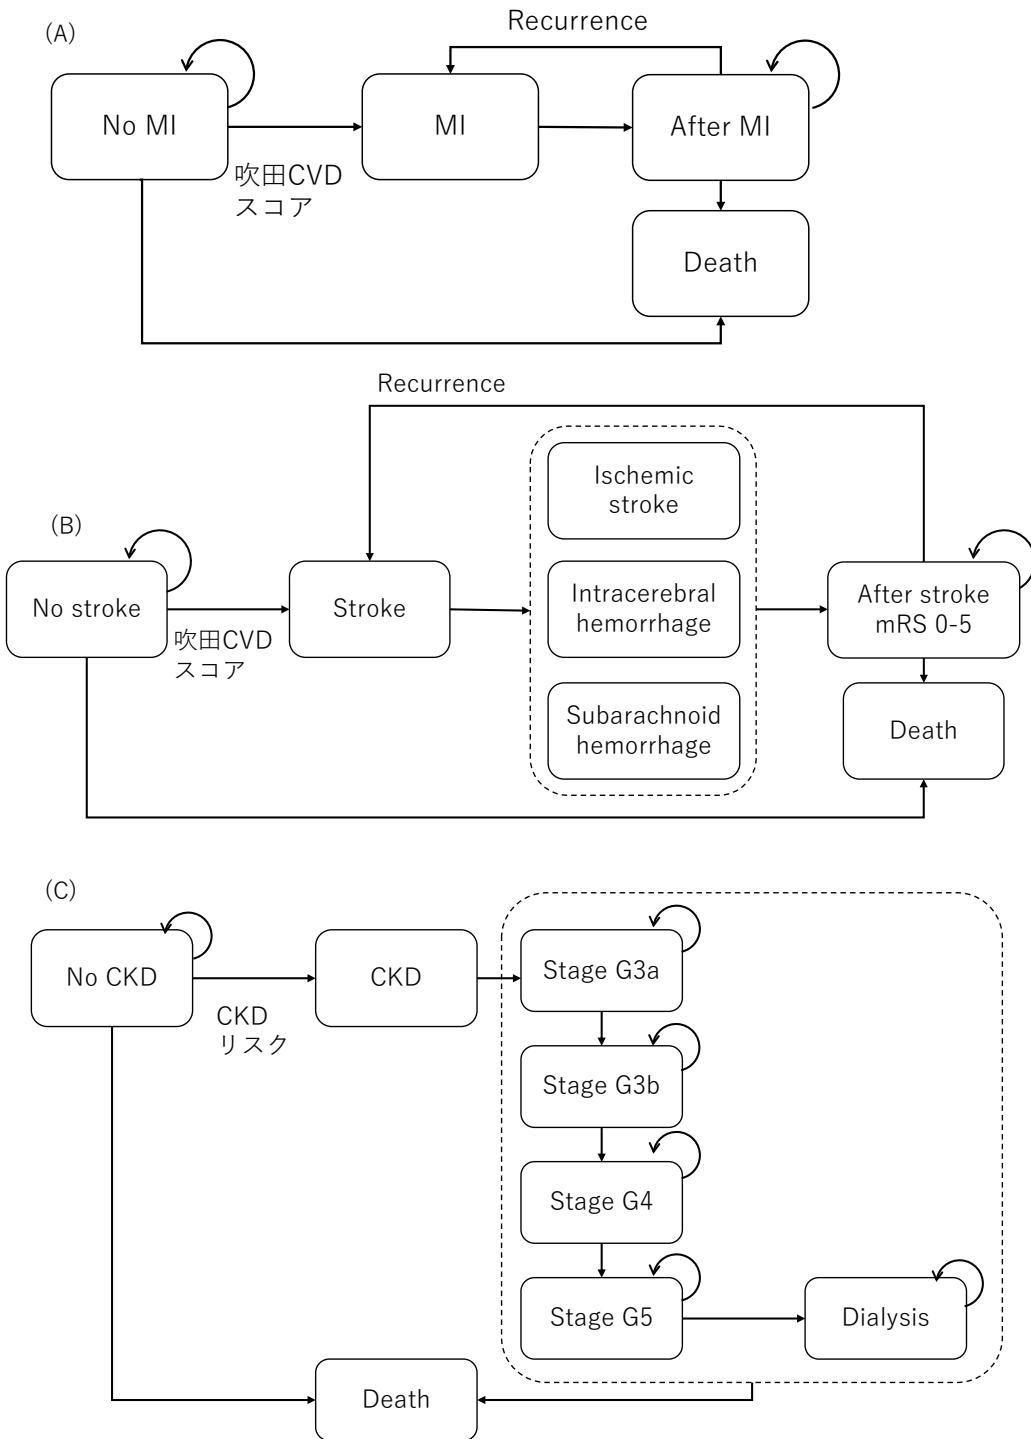 (A)
Recurrence
No MI
MI
After MI
吹田CVD
スコア
Death
Recurrence
(B)
Ischemic
stroke
No stroke
Stroke
Intracerebral
hemorrhage
After stroke
mRS 0-5
吹田CVD
スコア
Subarachnoid
hemorrhage
Death
(C)
No CKD
CKD
Stage G3a
CKD
リスク
Stage G3b
Stage G4
Stage G5
Dialysis
Death